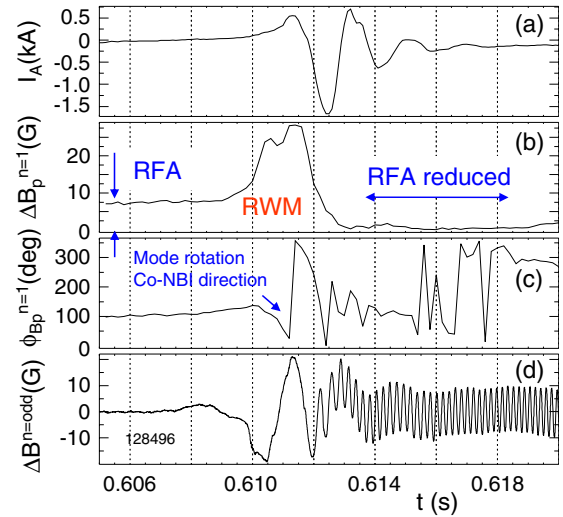 (a)
I_A(kA)
0.5
0
-0.5
-1.0
-1.5
(b)
ΔB_p^{n=1}(G)
20
10
0
RFA
RWM
RFA reduced
(c)
ϕ_{Bp}^{n=1}(deg)
300
200
100
0
Mode rotation
Co-NBI direction
(d)
ΔB^{n=odd}(G)
10
0
-10
128496
0.606 0.610 0.614 0.618
t (s)